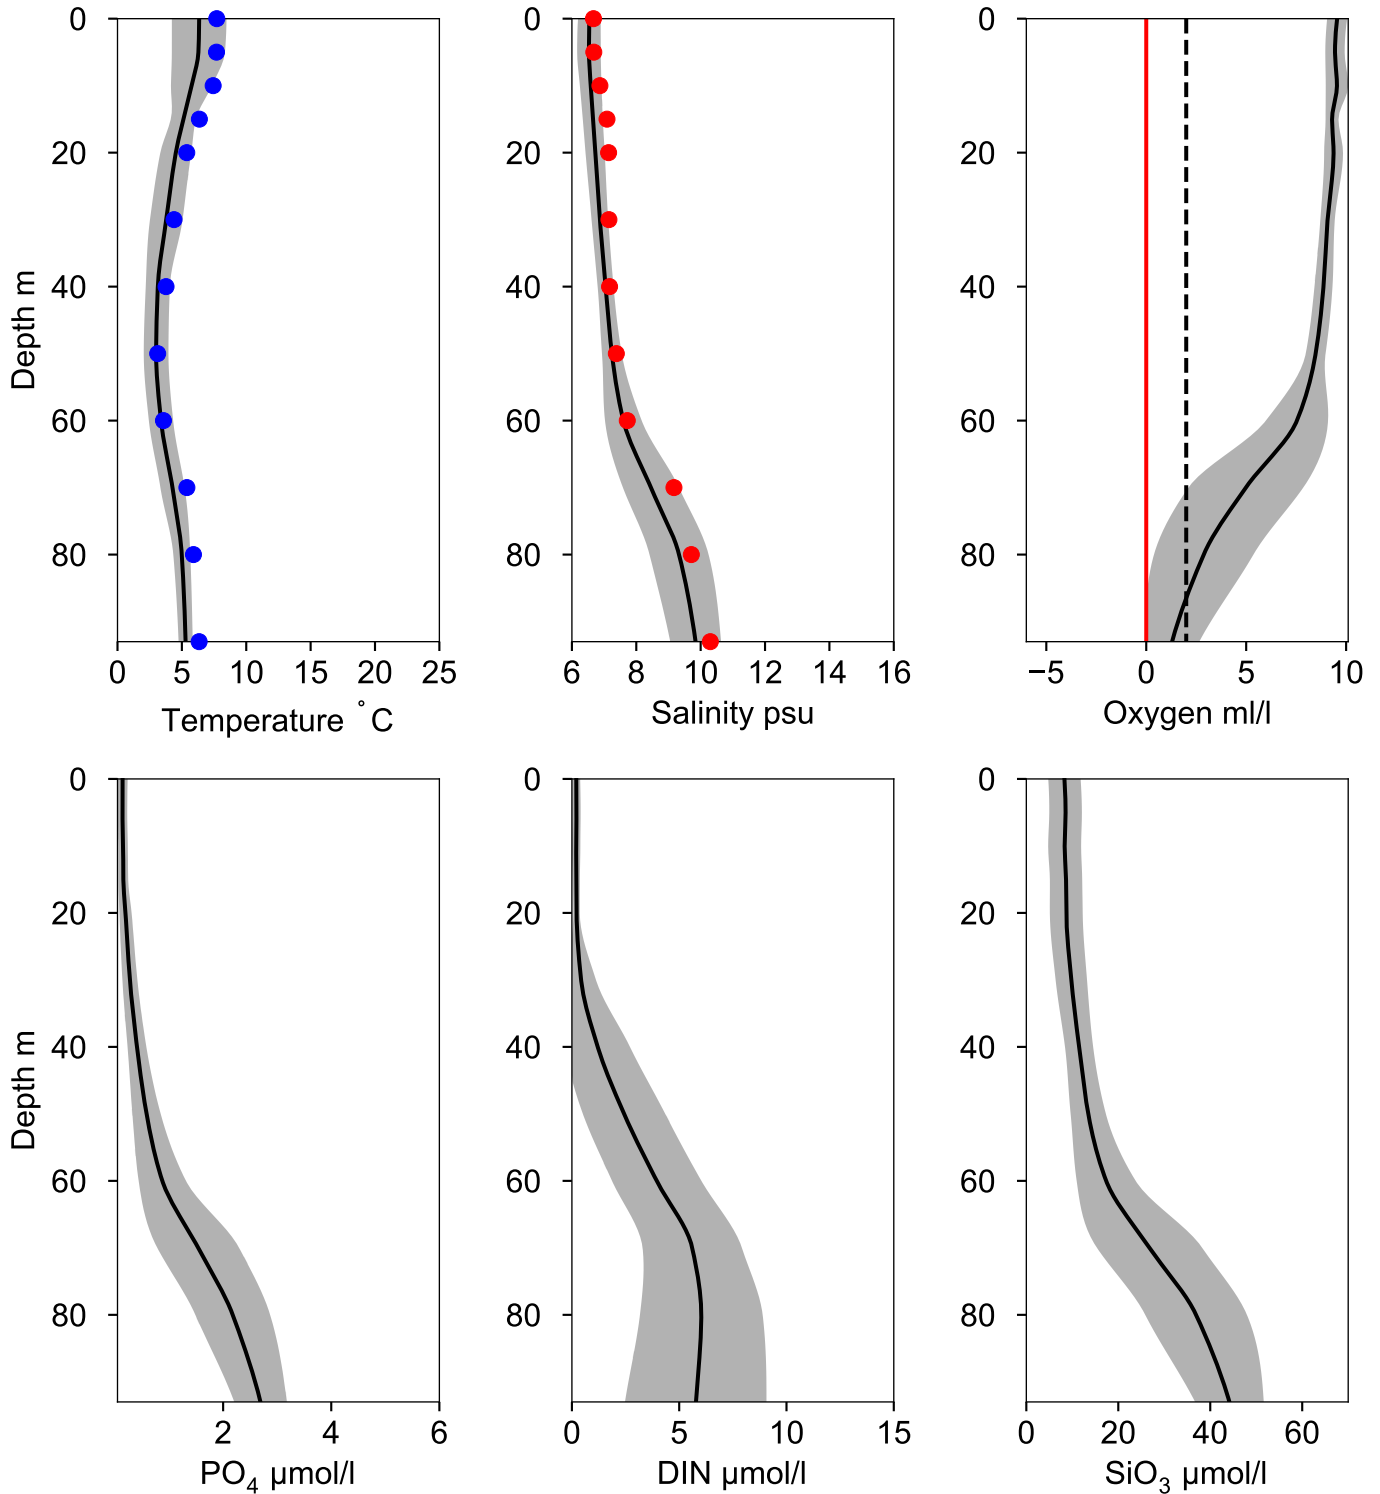 0
20
40
60
80
Depth m
0 5 10 15 20 25
Temperature °C
0
20
40
60
80
6 8 10 12 14 16
Salinity psu
0
20
40
60
80
−5 0 5 10
Oxygen ml/l
0
20
40
60
80
Depth m
2 4 6
PO4 µmol/l
0
20
40
60
80
0 5 10 15
DIN µmol/l
0
20
40
60
80
0 20 40 60
SiO3 µmol/l